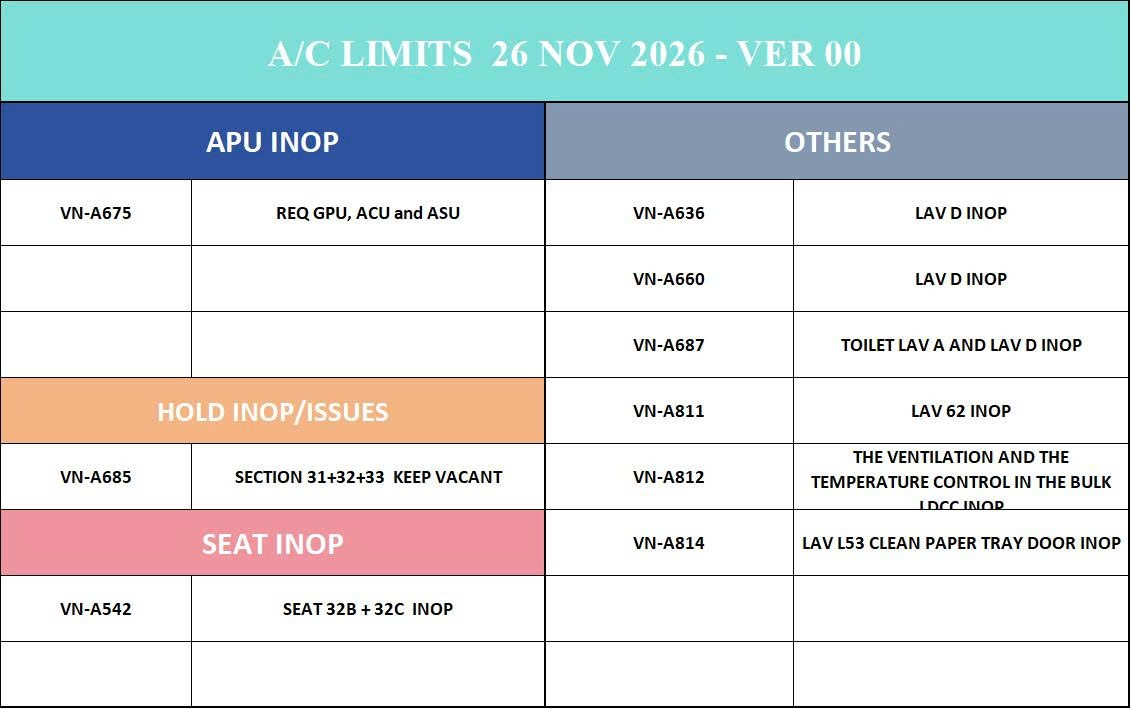 A/C LIMITS 26 NOV 2026 - VER 00
APU INOP
VN-A675 REQ GPU, ACU and ASU
HOLD INOP/ISSUES
VN-A685 SECTION 31+32+33 KEEP VACANT
SEAT INOP
VN-A542 SEAT 32B + 32C INOP
OTHERS
VN-A636 LAV D INOP
VN-A660 LAV D INOP
VN-A687 TOILET LAV A AND LAV D INOP
VN-A811 LAV 62 INOP
VN-A812 THE VENTILATION AND THE
TEMPERATURE CONTROL IN THE BULK
LDCC INOP
VN-A814 LAV L53 CLEAN PAPER TRAY DOOR INOP